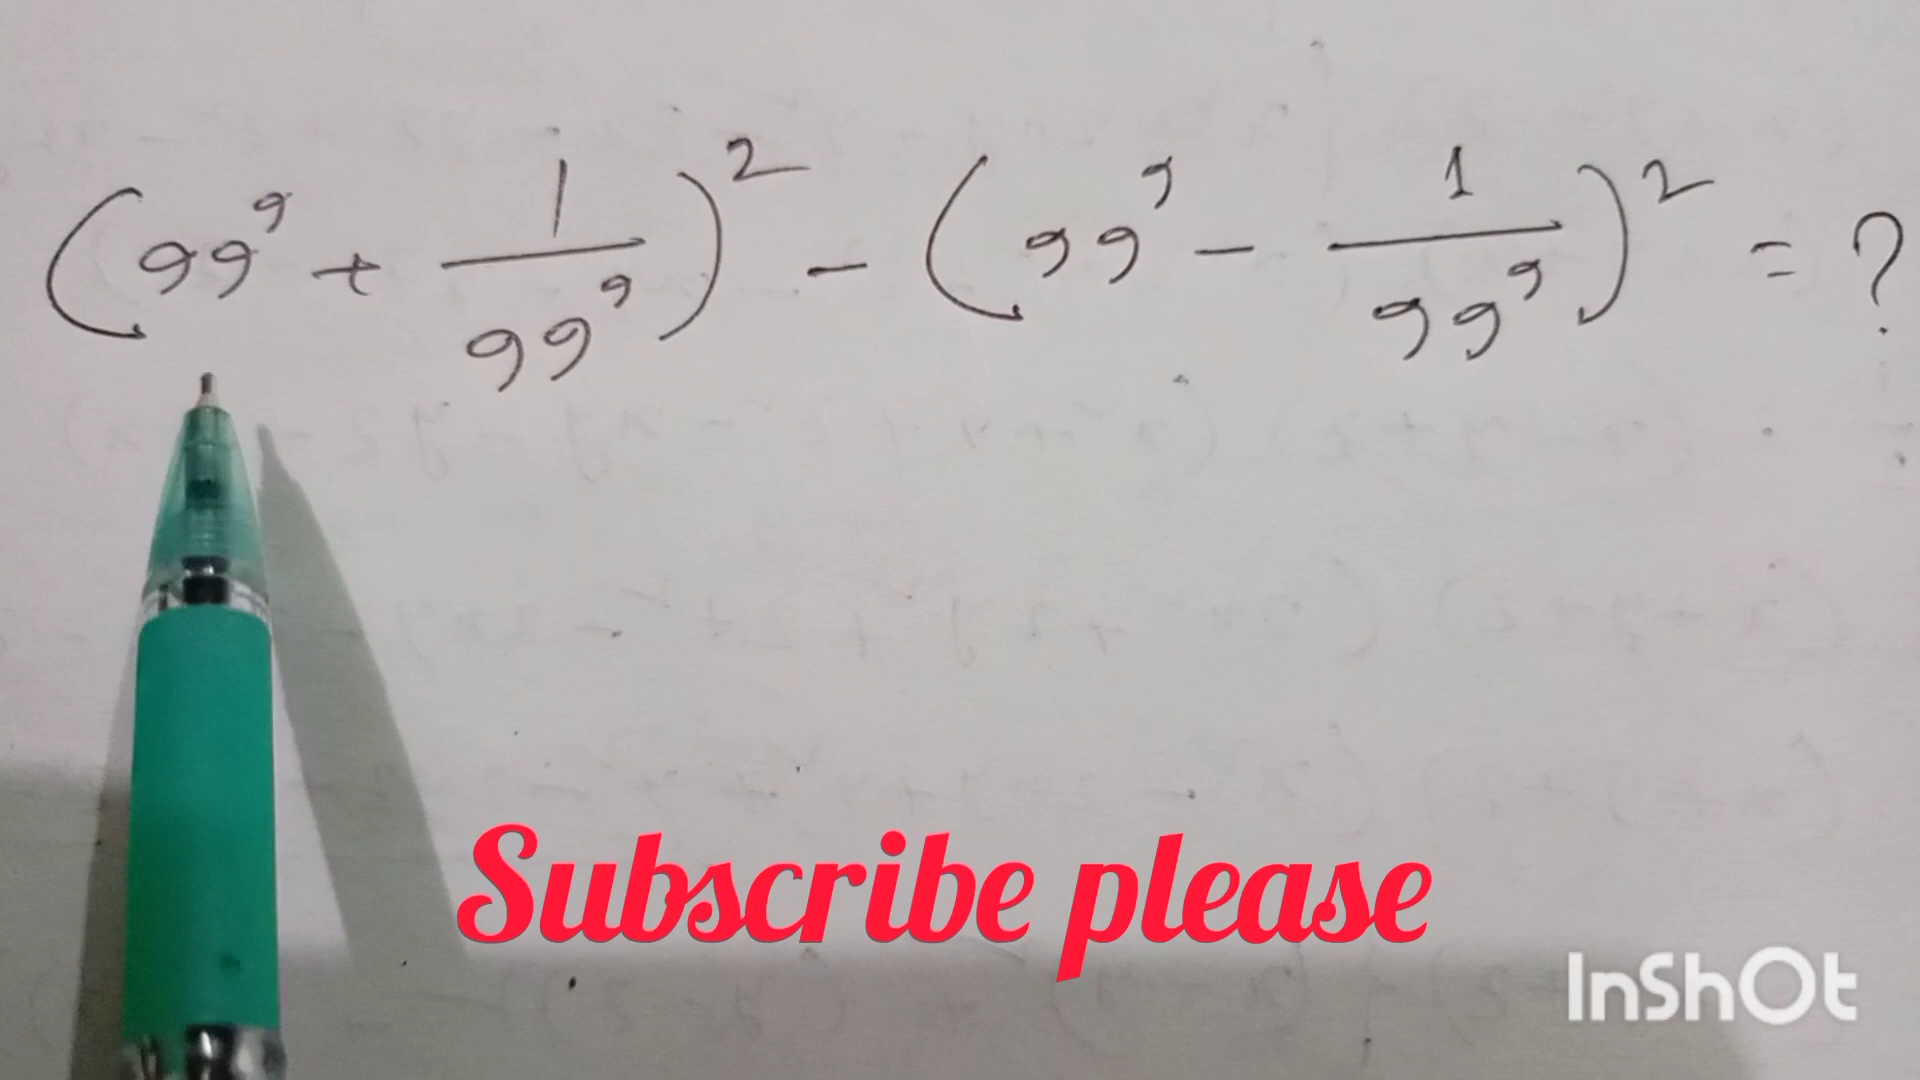 (99⁹ + 1/99⁹)² - (99⁹ - 1/99⁹)² = ?
Subscribe please
InShOt